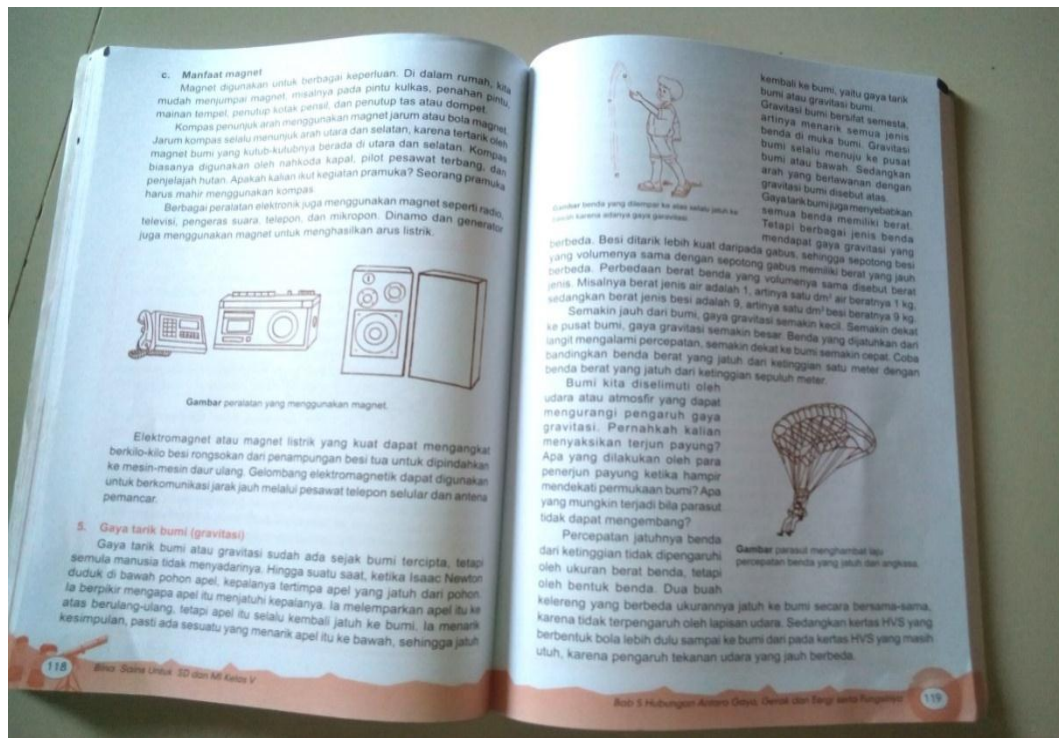 c. Manfaat magnet
Magnet digunakan untuk berbagai keperluan. Di dalam rumah, kita
mudah menjumpai magnet, misalnya pada pintu kulkas, penahan pintu,
mainan tempel, penutup kotak pensil, dan penutup tas atau dompet.
Kompas penunjuk arah menggunakan magnet jarum atau bola magnet.
Jarum kompas selalu menunjuk arah utara dan selatan, karena tertarik oleh
magnet bumi yang kutub-kutubnya berada di utara dan selatan. Kompas
biasanya digunakan oleh nahkoda kapal, pilot pesawat terbang, dan
penjelajah hutan. Apakah kalian ikut kegiatan pramuka? Seorang pramuka
harus mahir menggunakan kompas.
Berbagai peralatan elektronik juga menggunakan magnet seperti radio,
televisi, pengeras suara, telepon, dan mikropon. Dinamo dan generator
juga menggunakan magnet untuk menghasilkan arus listrik.
Gambar peralatan yang menggunakan magnet.
Elektromagnet atau magnet listrik yang kuat dapat mengangkat
berkilo-kilo besi rongsokan dari penampungan besi tua untuk dipindahkan
ke mesin-mesin daur ulang. Gelombang elektromagnetik dapat digunakan
untuk berkomunikasi jarak jauh melalui pesawat telepon selular dan antena
pemancar.
5. Gaya tarik bumi (gravitasi)
Gaya tarik bumi atau gravitasi sudah ada sejak bumi tercipta, tetapi
semula manusia tidak menyadarinya. Hingga suatu saat, ketika Isaac Newton
duduk di bawah pohon apel, kepalanya tertimpa apel yang jatuh dari pohon.
Ia berpikir mengapa apel itu menjatuhi kepalanya. Ia melemparkan apel itu ke
atas berulang-ulang, tetapi apel itu selalu kembali jatuh ke bumi. Ia menarik
kesimpulan, pasti ada sesuatu yang menarik apel itu ke bawah, sehingga jatuh
118 Bina Sains Untuk SD dan MI Kelas V
Gambar benda yang dilempar ke atas selalu jatuh ke
bawah karena adanya gaya garavitasi.
kembali ke bumi, yaitu gaya tarik
bumi atau gravitasi bumi.
Gravitasi bumi bersifat semesta,
artinya menarik semua jenis
benda di muka bumi. Gravitasi
bumi selalu menuju ke pusat
bumi atau bawah. Sedangkan
arah yang berlawanan dengan
gravitasi bumi disebut atas.
Gaya tarik bumi juga menyebabkan
semua benda memiliki berat.
Tetapi berbagai jenis benda
mendapat gaya gravitasi yang
berbeda. Besi ditarik lebih kuat daripada gabus, sehingga sepotong besi
yang volumenya sama dengan sepotong gabus memiliki berat yang jauh
berbeda. Perbedaan berat benda yang volumenya sama disebut berat
jenis. Misalnya berat jenis air adalah 1, artinya satu dm³ air beratnya 1 kg,
sedangkan berat jenis besi adalah 9, artinya satu dm³ besi beratnya 9 kg.
Semakin jauh dari bumi, gaya gravitasi semakin kecil. Semakin dekat
ke pusat bumi, gaya gravitasi semakin besar. Benda yang dijatuhkan dari
langit mengalami percepatan, semakin dekat ke bumi semakin cepat. Coba
bandingkan benda berat yang jatuh dari ketinggian satu meter dengan
benda berat yang jatuh dari ketinggian sepuluh meter.
Bumi kita diselimuti oleh
udara atau atmosfir yang dapat
mengurangi pengaruh gaya
gravitasi. Pernahkah kalian
menyaksikan terjun payung?
Apa yang dilakukan oleh para
penerjun payung ketika hampir
mendekati permukaan bumi? Apa
yang mungkin terjadi bila parasut
tidak dapat mengembang?
Percepatan jatuhnya benda
dari ketinggian tidak dipengaruhi
oleh ukuran berat benda, tetapi
oleh bentuk benda. Dua buah
Gambar parasut menghambat laju
percepatan benda yang jatuh dari angkasa.
kelereng yang berbeda ukurannya jatuh ke bumi secara bersama-sama,
karena tidak terpengaruh oleh lapisan udara. Sedangkan kertas HVS yang
berbentuk bola lebih dulu sampai ke bumi dari pada kertas HVS yang masih
utuh, karena pengaruh tekanan udara yang jauh berbeda.
Bab 5 Hubungan Antara Gaya, Gerak dan Energi serta Fungsinya 119